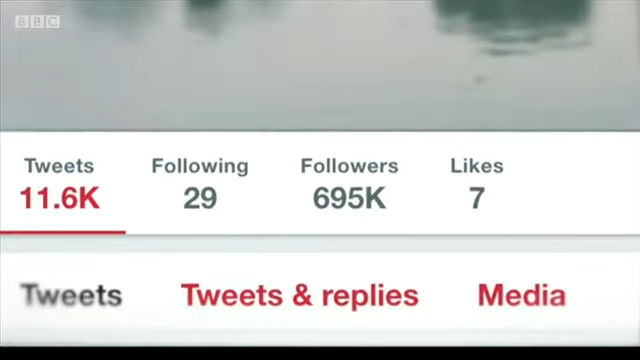 BBC
Tweets Following Followers Likes
11.6K 29 695K 7
Tweets Tweets & replies Media